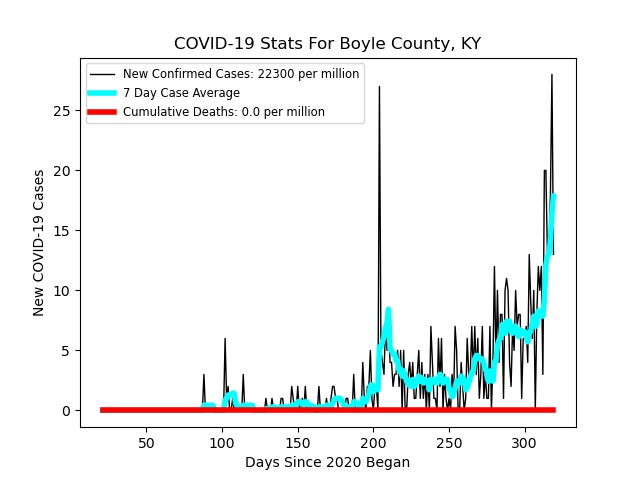 COVID-19 Stats For Boyle County, KY
New Confirmed Cases: 22300 per million
7 Day Case Average
Cumulative Deaths: 0.0 per million
New COVID-19 Cases
25
20
15
10
5
0
50 100 150 200 250 300
Days Since 2020 Began